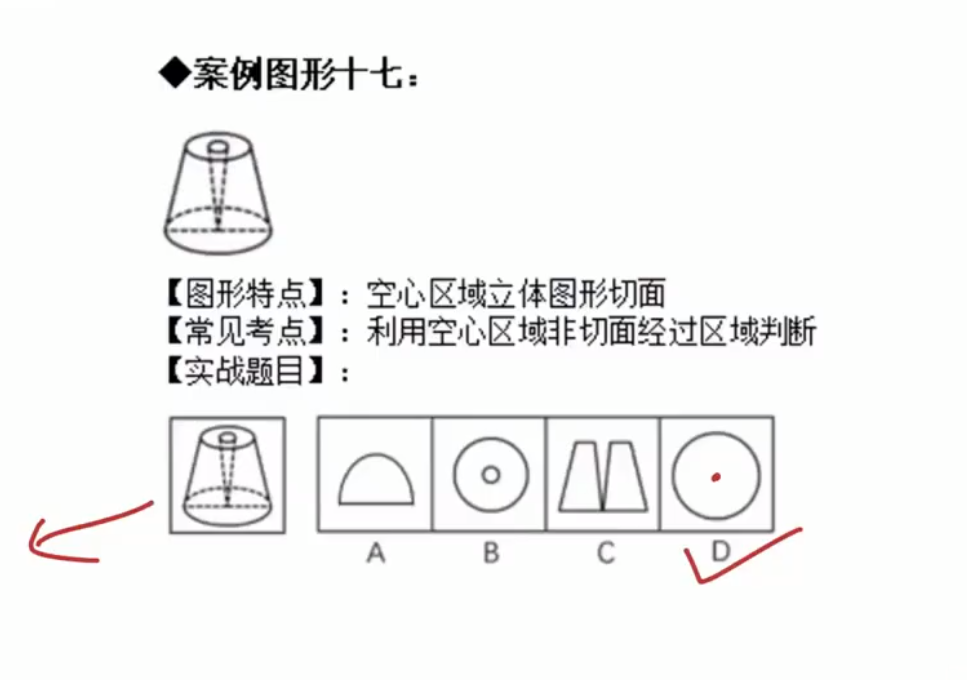 ◆案例图形十七：
【图形特点】：空心区域立体图形切面
【常见考点】：利用空心区域非切面经过区域判断
【实战题目】：
A B C D